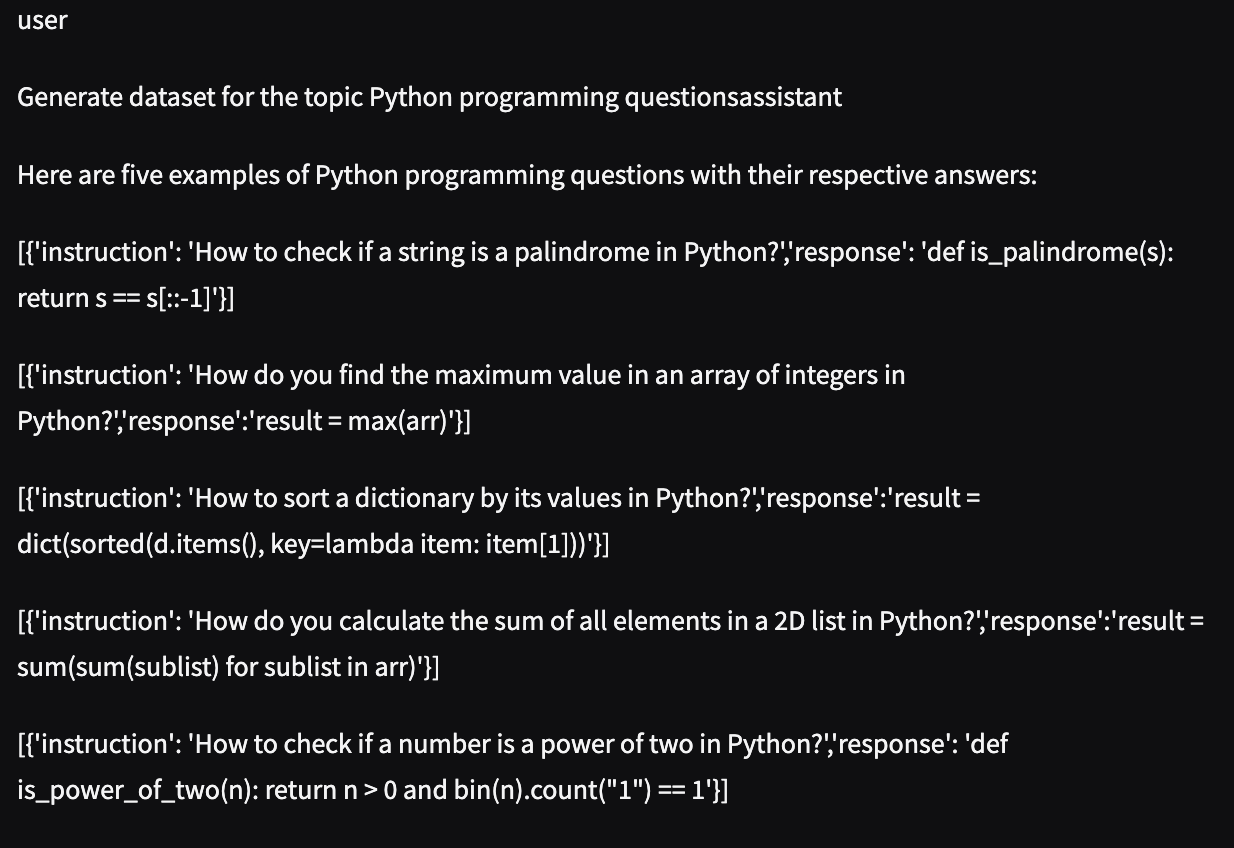 user
Generate dataset for the topic Python programming questionsassistant
Here are five examples of Python programming questions with their respective answers:
[{'instruction': 'How to check if a string is a palindrome in Python?','response': 'def is_palindrome(s):
return s == s[::-1]'}]
[{'instruction': 'How do you find the maximum value in an array of integers in
Python?','response':'result = max(arr)'}]
[{'instruction': 'How to sort a dictionary by its values in Python?','response':'result =
dict(sorted(d.items(), key=lambda item: item[1]))'}]
[{'instruction': 'How do you calculate the sum of all elements in a 2D list in Python?','response':'result =
sum(sum(sublist) for sublist in arr)'}]
[{'instruction': 'How to check if a number is a power of two in Python?','response': 'def
is_power_of_two(n): return n > 0 and bin(n).count("1") == 1'}]